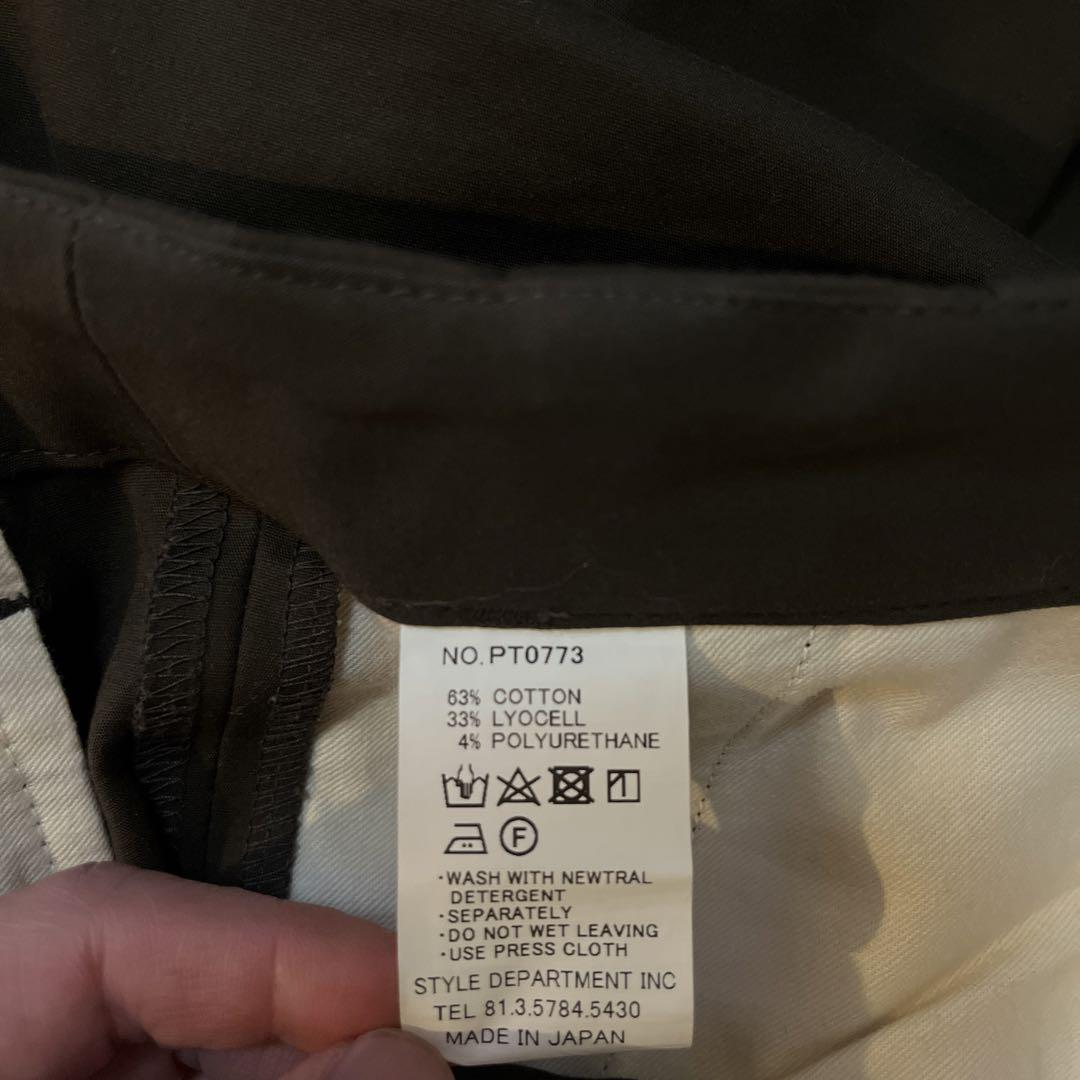 NO.PT0773
63% COTTON
33% LYOCELL
4% POLYURETHANE
F
·WASH WITH NEWTRAL
DETERGENT
·SEPARATELY
·DO NOT WET LEAVING
·USE PRESS CLOTH
STYLE DEPARTMENT INC
TEL 81.3.5784.5430
MADE IN JAPAN